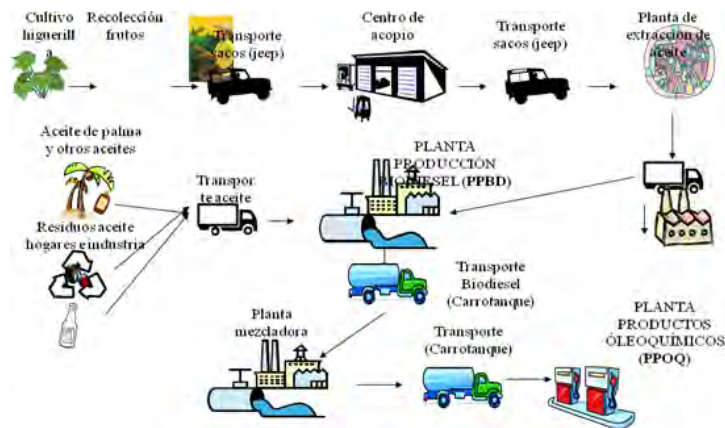 Cultivo
higuerill
a
Recolección
frutos
Transporte
sacos (jeep)
Centro de
acopio
Transporte
sacos (jeep)
Planta de
extracción de
aceite
Aceite de palma
y otros aceites
Transpor
te aceite
PLANTA
PRODUCCIÓN
BIODIESEL (PPBD)
Residuos aceite
hogares e industria
Transporte
Biodiesel
(Carrotanque)
Planta
mezcladora
Transporte
(Carrotanque)
PLANTA
PRODUCTOS
ÓLEOQUÍMICOS
(PPOQ)